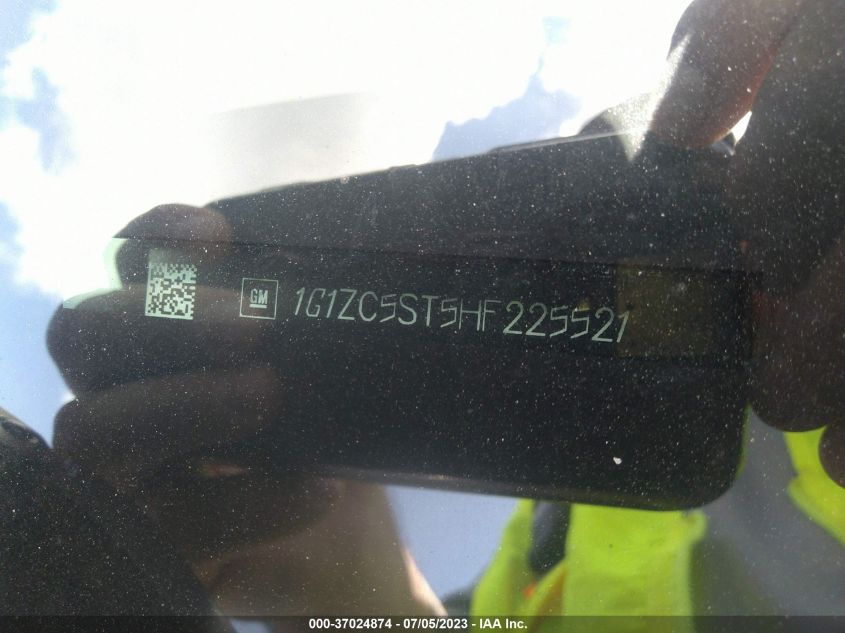 GM 1G1ZC5ST5HF225521
000-37024874 / 07/05/2023 - IAA Inc.